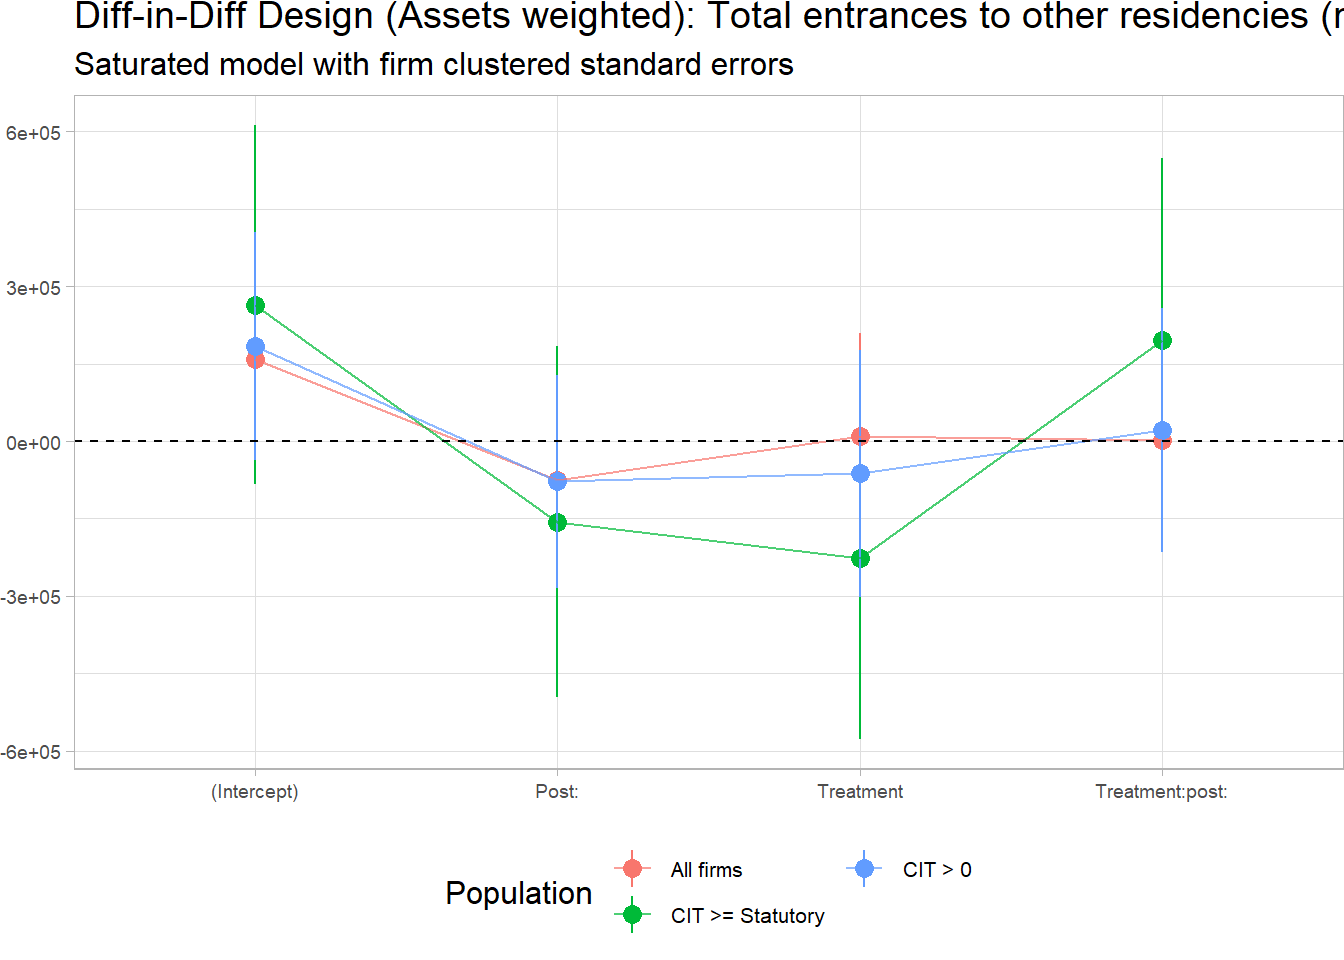 Diff-in-Diff Design (Assets weighted): Total entrances to other residencies (
Saturated model with firm clustered standard errors
6e+05
3e+05
0e+00
-3e+05
-6e+05
(Intercept) Post: Treatment Treatment:post:
Population
All firms CIT > 0
CIT >= Statutory